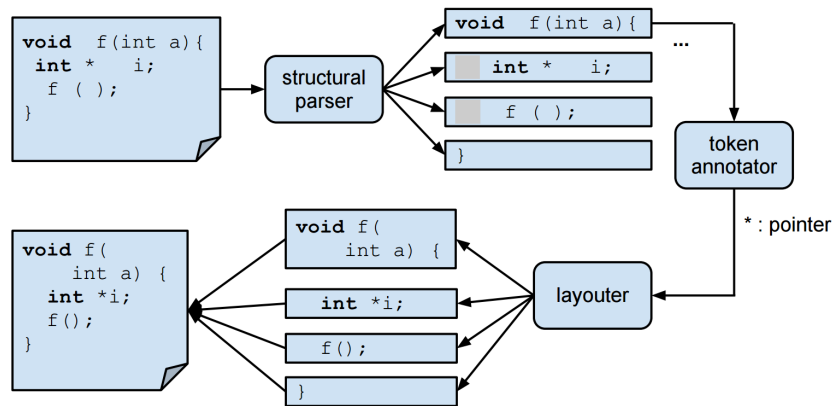 void  f(int a){
int *   i;
f ( );
}
structural
parser
void  f(int a){
int *   i;
f ( );
}
...
token
annotator
* : pointer
layouter
void f(
int a) {
int *i;
f();
}
void f(
int a) {
int *i;
f();
}